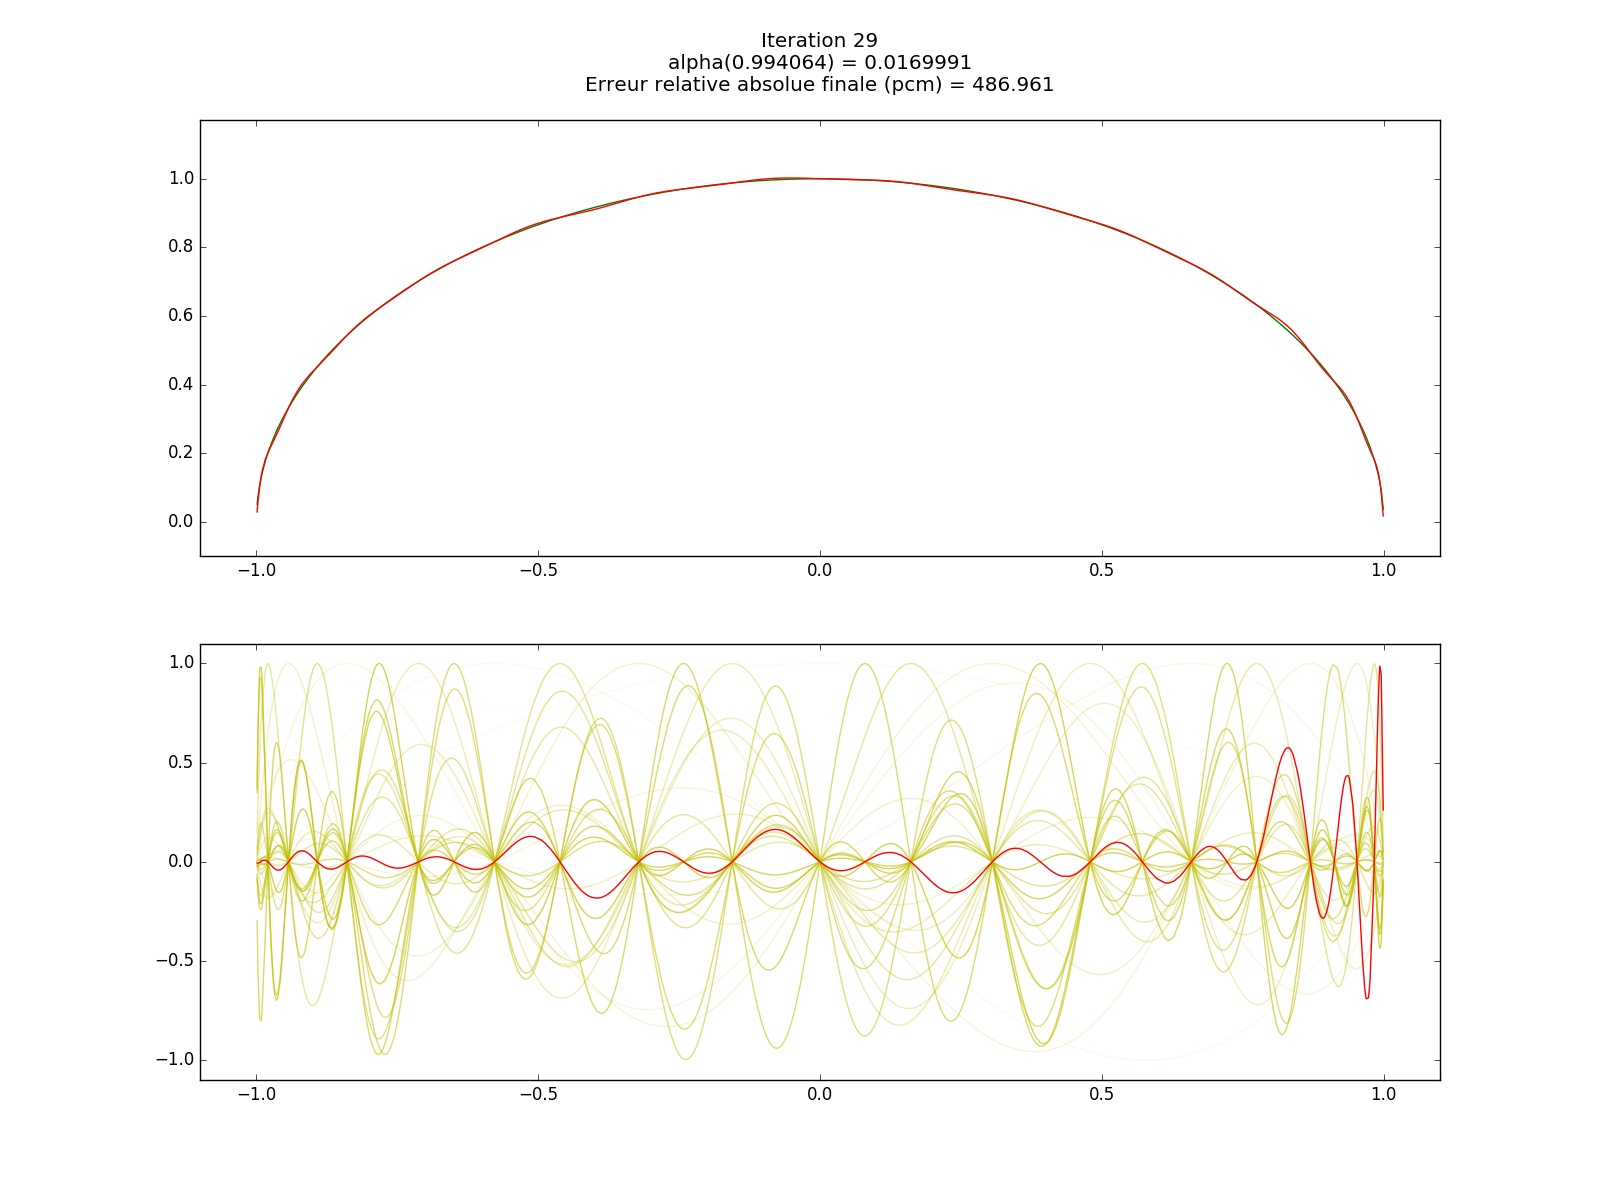 Iteration 29
alpha(0.994064) = 0.0169991
Erreur relative absolue finale (pcm) = 486.961
1.0
0.8
0.6
0.4
0.2
0.0
−1.0 −0.5 0.0 0.5 1.0
1.0
0.5
0.0
−0.5
−1.0
−1.0 −0.5 0.0 0.5 1.0